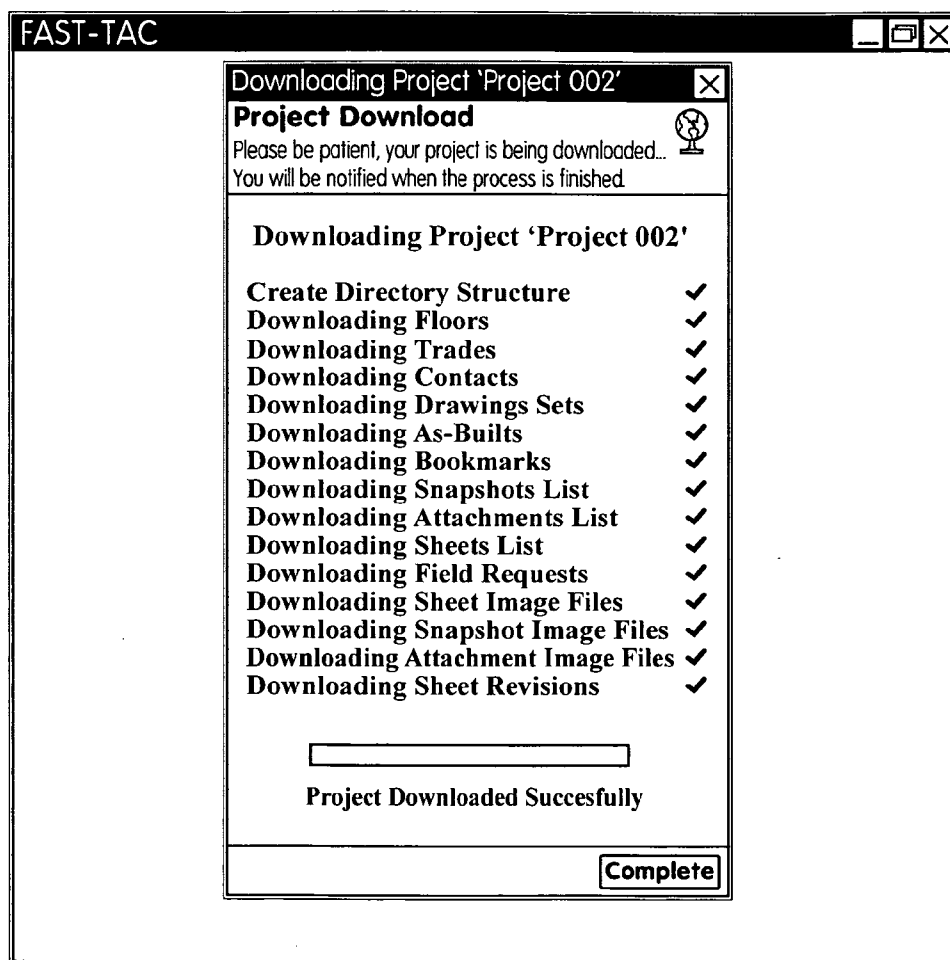 FAST-TAC
Downloading Project 'Project 002'
Project Download
Please be patient, your project is being downloaded...
You will be notified when the process is finished.
Downloading Project ‘Project 002'
Create Directory Structure ✓
Downloading Floors ✓
Downloading Trades ✓
Downloading Contacts ✓
Downloading Drawings Sets ✓
Downloading As-Builts ✓
Downloading Bookmarks ✓
Downloading Snapshots List ✓
Downloading Attachments List ✓
Downloading Sheets List ✓
Downloading Field Requests ✓
Downloading Sheet Image Files ✓
Downloading Snapshot Image Files ✓
Downloading Attachment Image Files ✓
Downloading Sheet Revisions ✓
Project Downloaded Succesfully
Complete